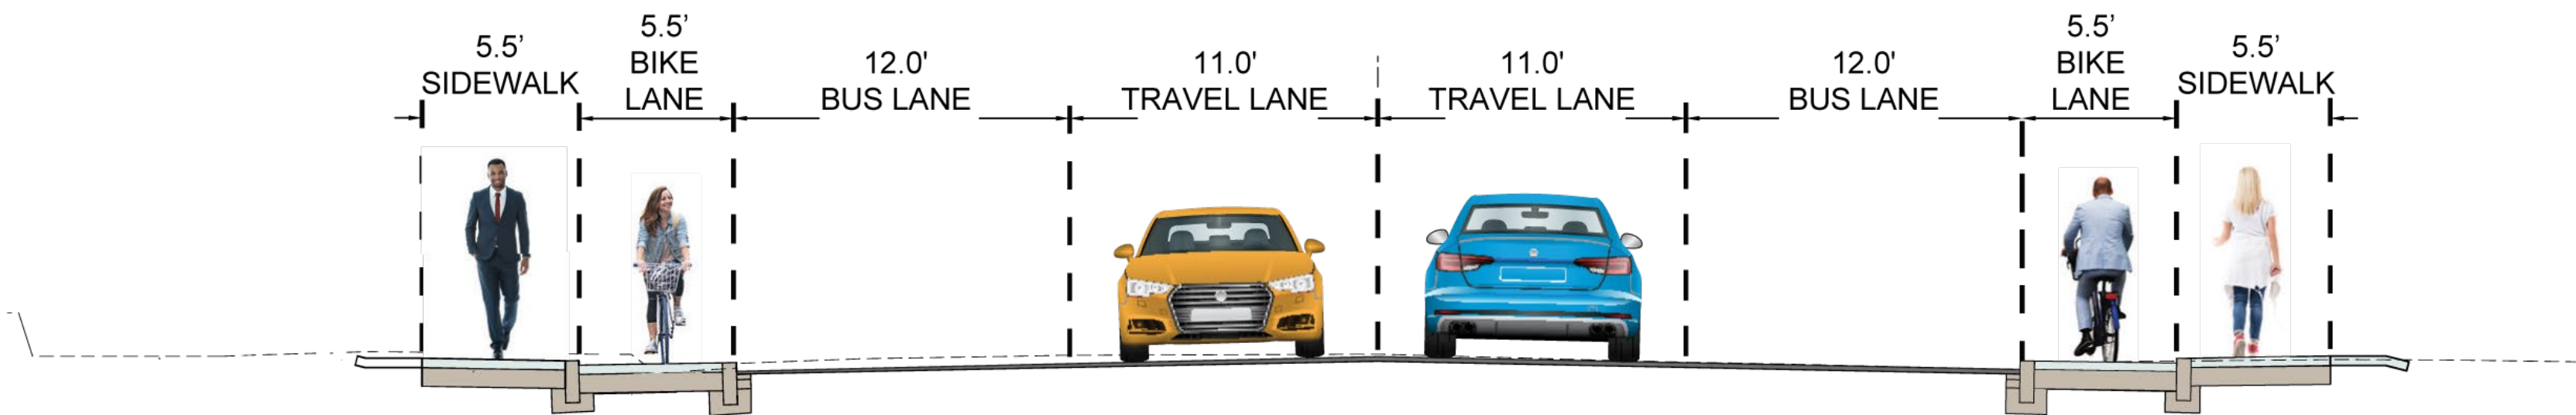 5.5’
SIDEWALK
5.5’
BIKE
LANE
12.0'
BUS LANE
11.0'
TRAVEL LANE
11.0'
TRAVEL LANE
12.0'
BUS LANE
5.5’
BIKE
LANE
5.5’
SIDEWALK